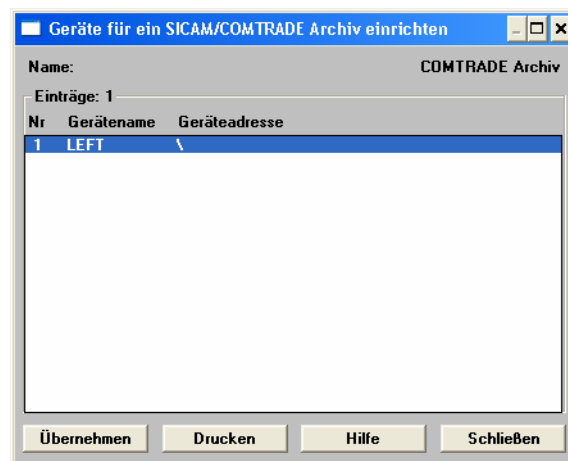 Geräte für ein SICAM/COMTRADE Archiv einrichten
Name: COMTRADE Archiv
Einträge: 1
Nr Gerätename Geräteadresse
1 LEFT \
Übernehmen Drucken Hilfe Schließen